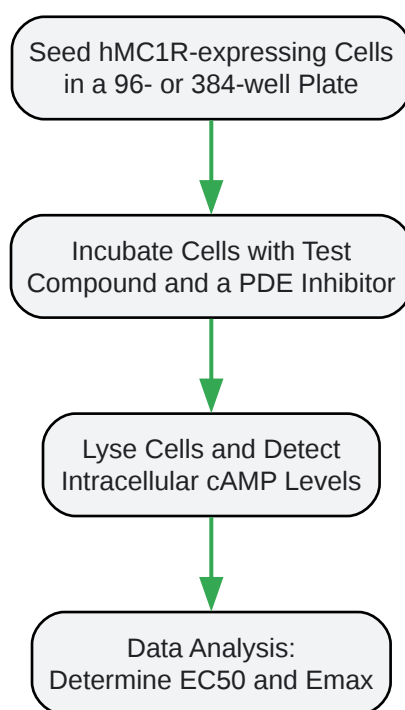 Seed hMC1R-expressing Cells
in a 96- or 384-well Plate
Incubate Cells with Test
Compound and a PDE Inhibitor
Lyse Cells and Detect
Intracellular cAMP Levels
Data Analysis:
Determine EC50 and Emax